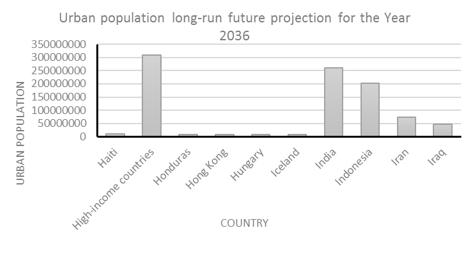 Urban population long-run future projection for the Year
2036
350000000
300000000
250000000
200000000
150000000
100000000
50000000
0
URBAN POPULATION
Haiti
High-income countries
Honduras
Hong Kong
Hungary
Iceland
India
Indonesia
Iran
Iraq
COUNTRY